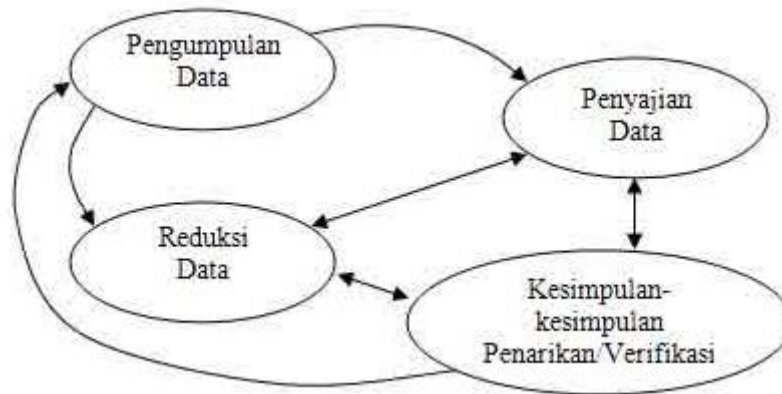 Pengumpulan
Data
Penyajian
Data
Reduksi
Data
Kesimpulan-
kesimpulan
Penarikan/Verifikasi